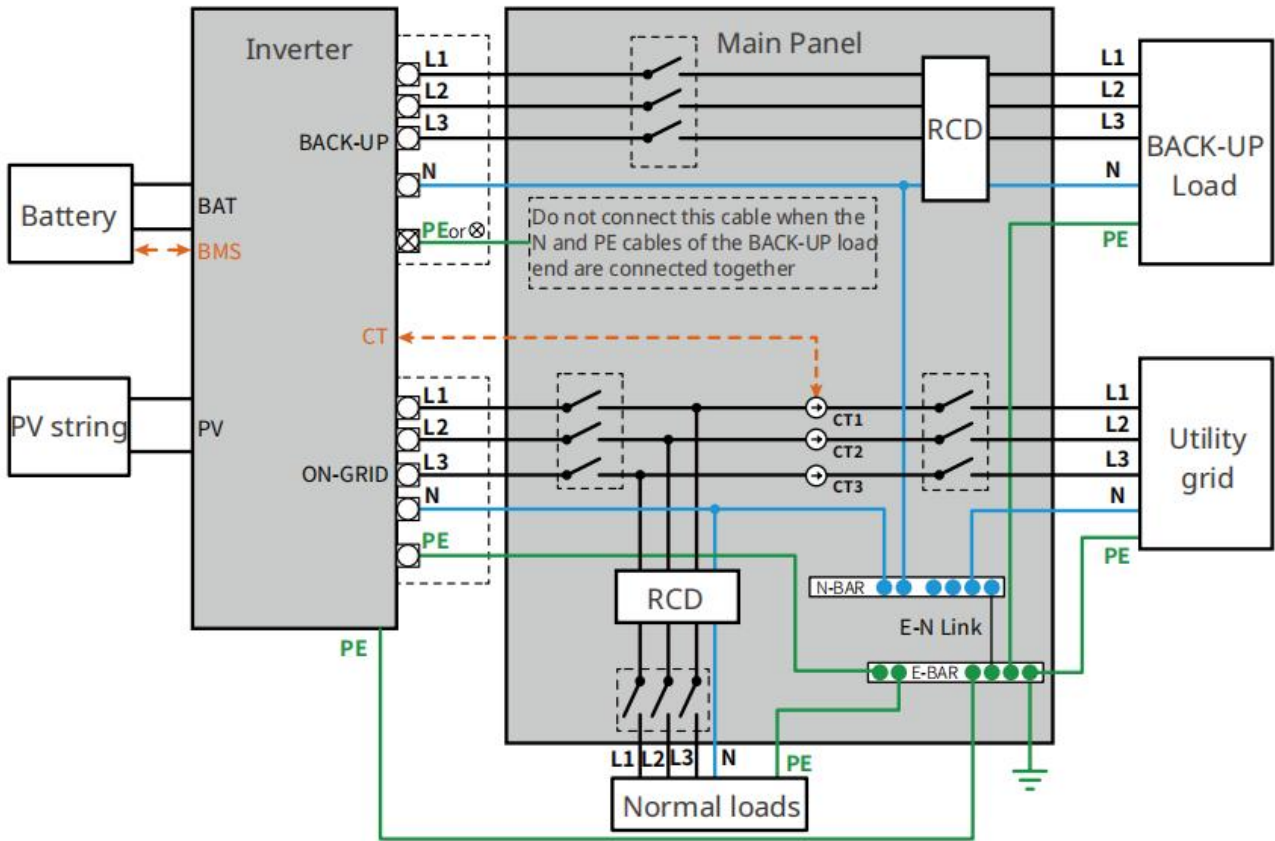 Inverter
Main Panel
L1
L2
L3
BACK-UP
N
PE or ⊗
RCD
L1
L2
L3
N
PE
BACK-UP
Load
Battery
BAT
BMS
Do not connect this cable when the
N and PE cables of the BACK-UP load
end are connected together
CT
PV string
PV
L1
L2
L3
ON-GRID
N
PE
CT1
CT2
CT3
L1
L2
L3
N
PE
Utility
grid
RCD
N-BAR
E-N Link
E-BAR
PE
L1
L2
L3
N
PE
Normal loads